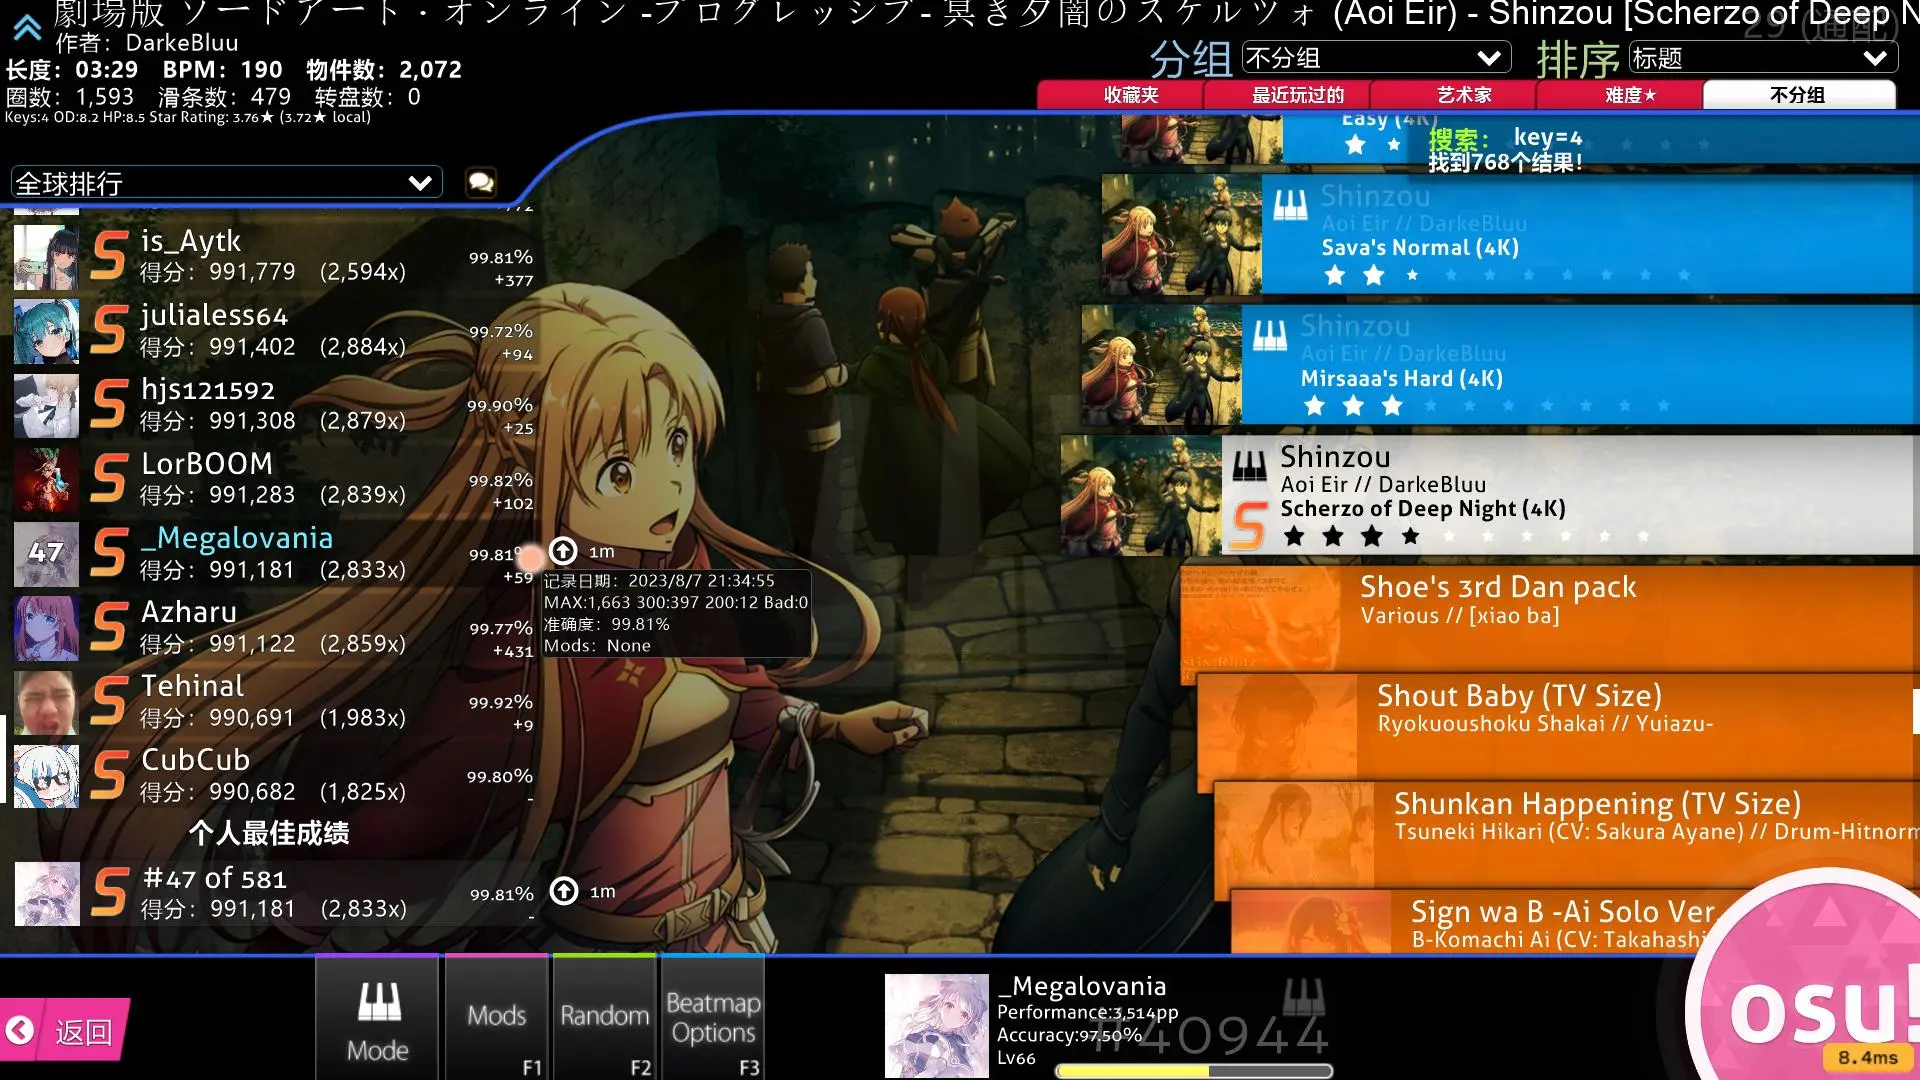 劇場版 ソードアート・オンライン -プログレッシブ- 冥き夕闇のスケルツォ (Aoi Eir) - Shinzou [Scherzo of Deep N
作者： DarkeBluu
长度： 03:29 BPM： 190 物件数： 2,072
圈数： 1,593 滑条数： 479 转盘数： 0
Keys:4 OD:8.2 HP:8.5 Star Rating: 3.76★ (3.72★ local)
分组 不分组 排序 标题
收藏夹 最近玩过的 艺术家 难度★ 不分组
搜索： key=4
找到768个结果!
全球排行
is_Aytk
得分： 991,779 (2,594x)
99.81%
+377
julialess64
得分： 991,402 (2,884x)
99.72%
+94
hjs121592
得分： 991,308 (2,879x)
99.90%
+25
LorBOOM
得分： 991,283 (2,839x)
99.82%
+102
47
_Megalovania
得分： 991,181 (2,833x)
99.81%
+59
1m
记录日期： 2023/8/7 21:34:55
MAX:1,663 300:397 200:12 Bad:0
准确度： 99.81%
Mods： None
Azharu
得分： 991,122 (2,859x)
99.77%
+431
Tehinal
得分： 990,691 (1,983x)
99.92%
+9
CubCub
得分： 990,682 (1,825x)
99.80%
-
个人最佳成绩
#47 of 581
得分： 991,181 (2,833x)
99.81%
-
1m
Easy (4K)
Shinzou
Aoi Eir // DarkeBluu
Sava's Normal (4K)
Shinzou
Aoi Eir // DarkeBluu
Mirsaaa's Hard (4K)
Shinzou
Aoi Eir // DarkeBluu
Scherzo of Deep Night (4K)
Shoe's 3rd Dan pack
Various // [xiao ba]
Shout Baby (TV Size)
Ryokuoushoku Shakai // Yuiazu-
Shunkan Happening (TV Size)
Tsuneki Hikari (CV: Sakura Ayane) // Drum-Hitnorm
Sign wa B -Ai Solo Ver.
B-Komachi Ai (CV: Takahashi
返回
Mode
Mods
F1
Random
F2
Beatmap
Options
F3
_Megalovania
Performance:3,514pp
Accuracy:97.50%
Lv66
#40944
osu!
8.4ms